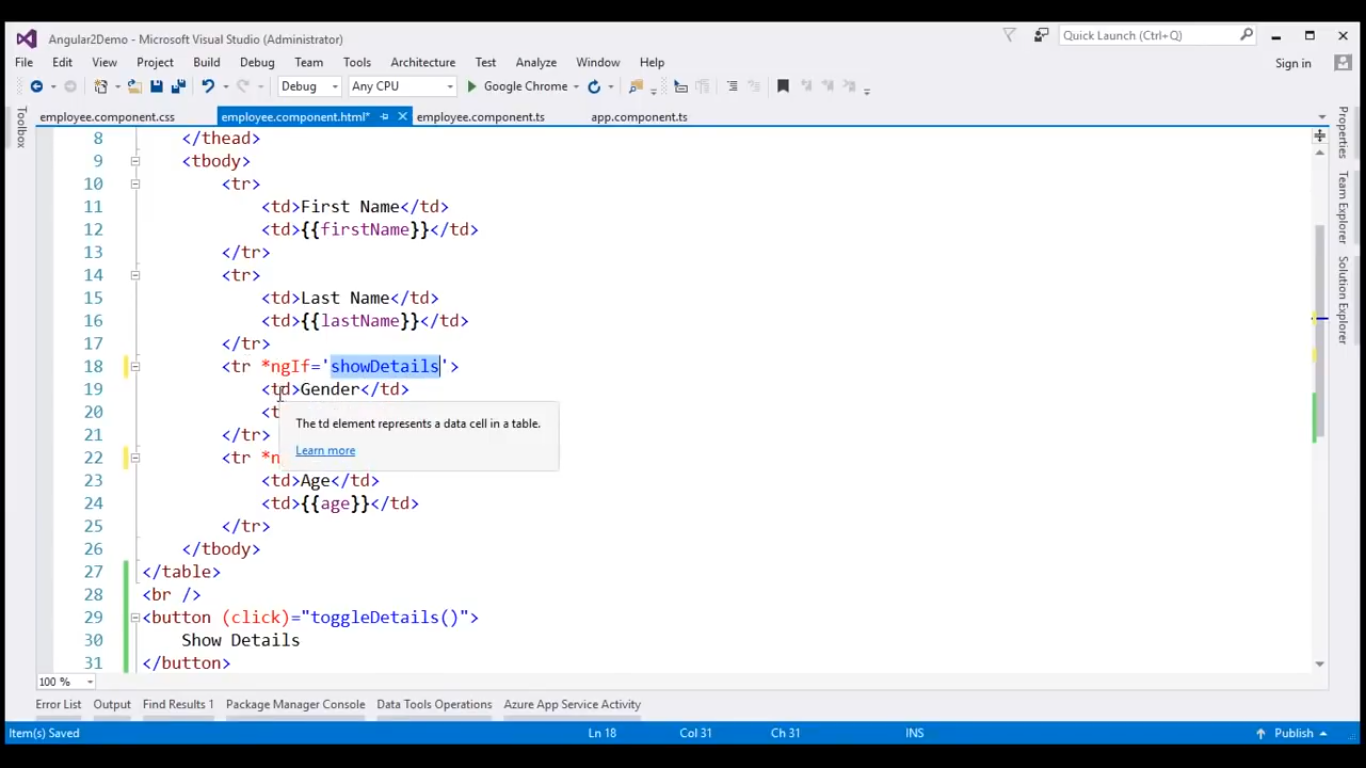 Angular2Demo - Microsoft Visual Studio (Administrator)
Quick Launch (Ctrl+Q)
File Edit View Project Build Debug Team Tools Architecture Test Analyze Window Help
Sign in
Debug Any CPU Google Chrome
employee.component.css employee.component.html* employee.component.ts app.component.ts
Toolbox
Properties
Team Explorer
Solution Explorer
8 </thead>
9 <tbody>
10 <tr>
11 <td>First Name</td>
12 <td>{{firstName}}</td>
13 </tr>
14 <tr>
15 <td>Last Name</td>
16 <td>{{lastName}}</td>
17 </tr>
18 <tr *ngIf='showDetails'>
19 <td>Gender</td>
20 <t
The td element represents a data cell in a table.
21 </tr>
Learn more
22 <tr *n
23 <td>Age</td>
24 <td>{{age}}</td>
25 </tr>
26 </tbody>
27 </table>
28 <br />
29 <button (click)="toggleDetails()">
30 Show Details
31 </button>
100 %
Error List Output Find Results 1 Package Manager Console Data Tools Operations Azure App Service Activity
Item(s) Saved Ln 18 Col 31 Ch 31 INS Publish